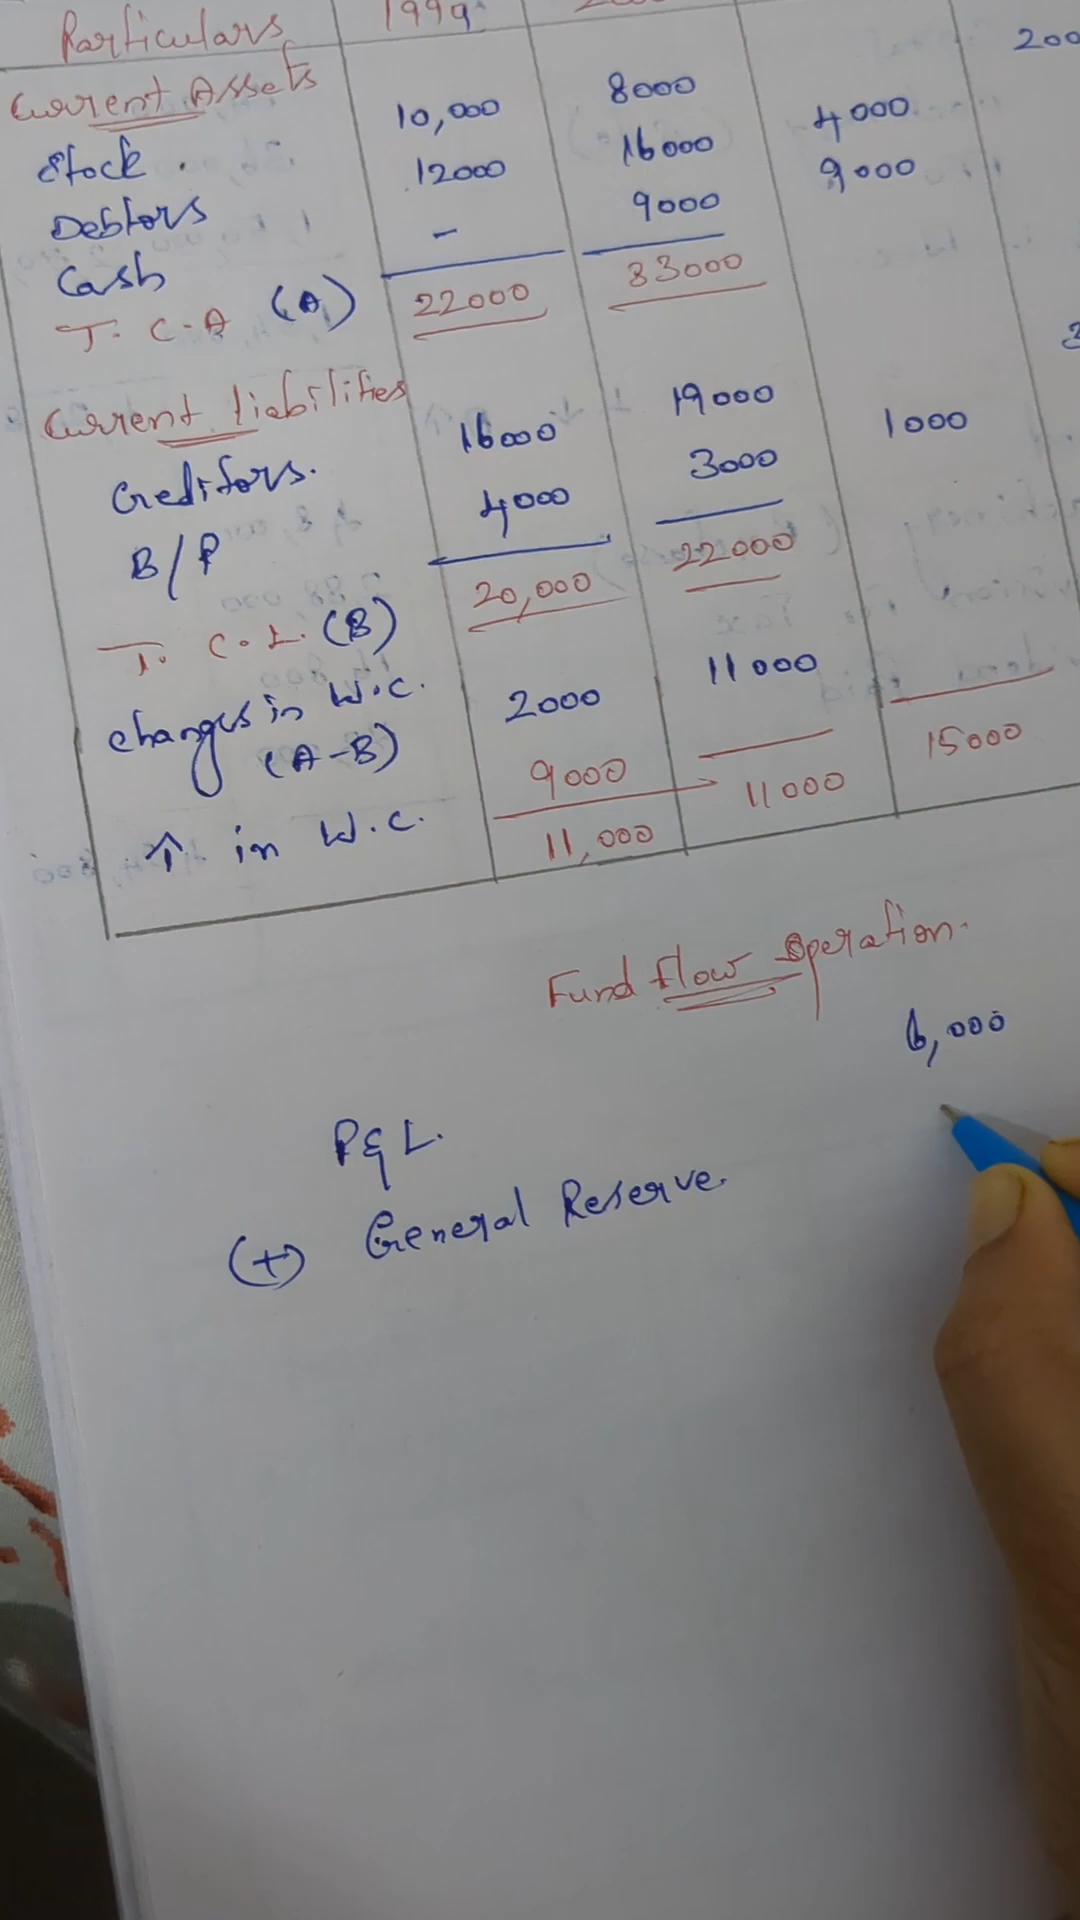 Particulars 1999
Current Assets 200
Stock . 10,000 8000
Debtors 12000 16000 4000
Cash - 9000 9000
T. C.A (A) 22000 33000
Current liabilities
Creditors. 16000 19000
B/P 4000 3000 1000
T. C.L. (B) 20,000 22000
Changes in W.C. 2000 11000
(A-B)
↑ in W.C. 9000
11,000 11000 15000
Fund flow Operation.
P & L. 6,000
(+) General Reserve.